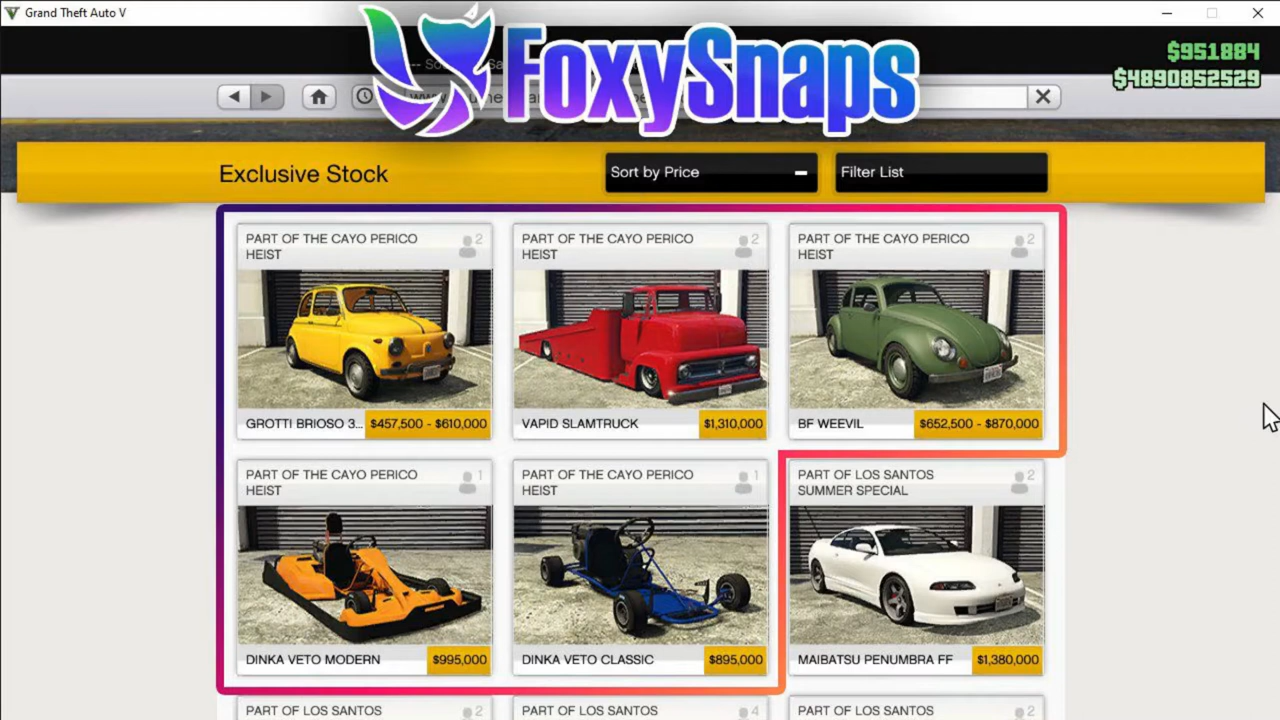 Grand Theft Auto V
FoxySnaps
$951884
$4890852529
Exclusive Stock
Sort by Price
Filter List
PART OF THE CAYO PERICO
HEIST
2
GROTTI BRIOSO 3...
$457,500 - $610,000
PART OF THE CAYO PERICO
HEIST
2
VAPID SLAMTRUCK
$1,310,000
PART OF THE CAYO PERICO
HEIST
2
BF WEEVIL
$652,500 - $870,000
PART OF THE CAYO PERICO
HEIST
1
DINKA VETO MODERN
$995,000
PART OF THE CAYO PERICO
HEIST
1
DINKA VETO CLASSIC
$895,000
PART OF LOS SANTOS
SUMMER SPECIAL
2
MAIBATSU PENUMBRA FF
$1,380,000
PART OF LOS SANTOS
2
PART OF LOS SANTOS
4
PART OF LOS SANTOS
2